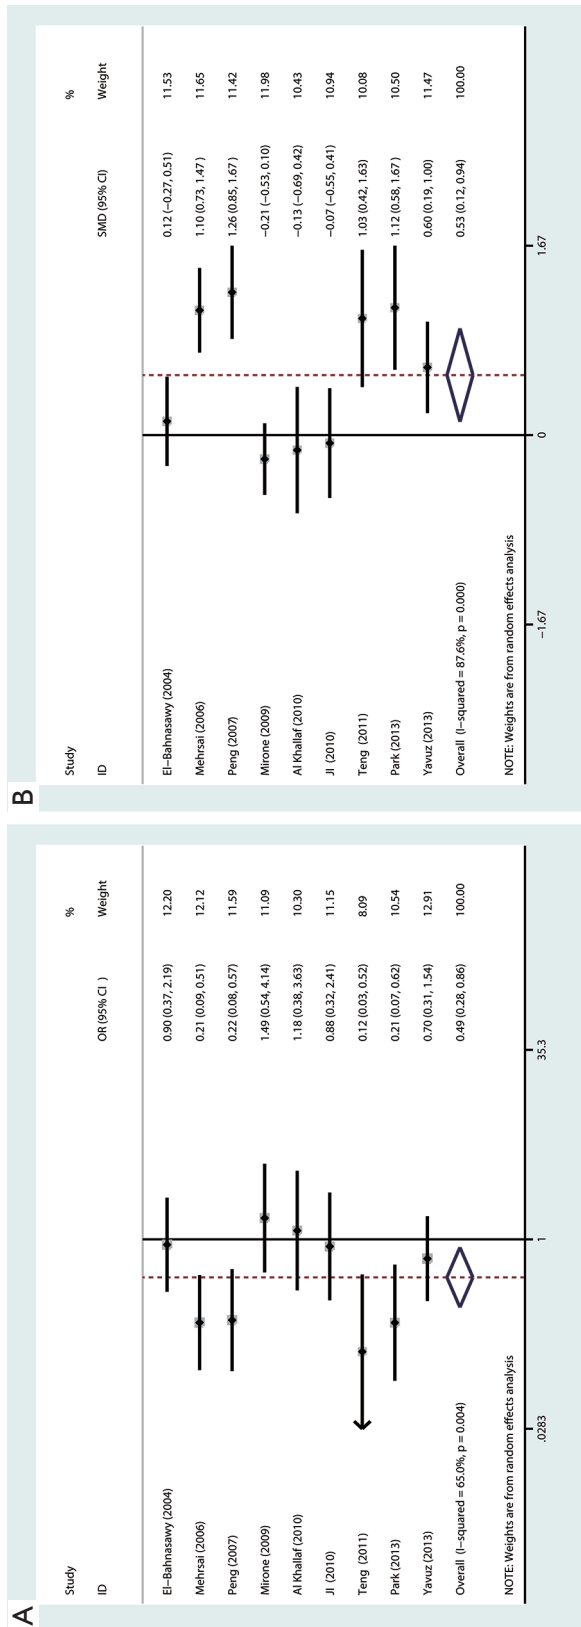 A
Study %
ID OR (95% CI ) Weight
El−Bahnasawy (2004) 0.90 (0.37, 2.19) 12.20
Mehrsai (2006) 0.21 (0.09, 0.51) 12.12
Peng (2007) 0.22 (0.08, 0.57) 11.59
Mirone (2009) 1.49 (0.54, 4.14) 11.09
Al Khallaf (2010) 1.18 (0.38, 3.63) 10.30
JI (2010) 0.88 (0.32, 2.41) 11.15
Teng (2011) 0.12 (0.03, 0.52) 8.09
Park (2013) 0.21 (0.07, 0.62) 10.54
Yavuz (2013) 0.70 (0.31, 1.54) 12.91
Overall (I−squared = 65.0%, p = 0.004) 0.49 (0.28, 0.86) 100.00
NOTE: Weights are from random effects analysis
.0283 1 35.3
B
Study %
ID SMD (95% CI) Weight
El−Bahnasawy (2004) 0.12 (−0.27, 0.51) 11.53
Mehrsai (2006) 1.10 (0.73, 1.47 ) 11.65
Peng (2007) 1.26 (0.85, 1.67 ) 11.42
Mirone (2009) −0.21 (−0.53, 0.10) 11.98
Al Khallaf (2010) −0.13 (−0.69, 0.42) 10.43
JI (2010) −0.07 (−0.55, 0.41) 10.94
Teng (2011) 1.03 (0.42, 1.63) 10.08
Park (2013) 1.12 (0.58, 1.67 ) 10.50
Yavuz (2013) 0.60 (0.19, 1.00) 11.47
Overall (I−squared = 87.6%, p = 0.000) 0.53 (0.12, 0.94) 100.00
NOTE: Weights are from random effects analysis
−1.67 0 1.67